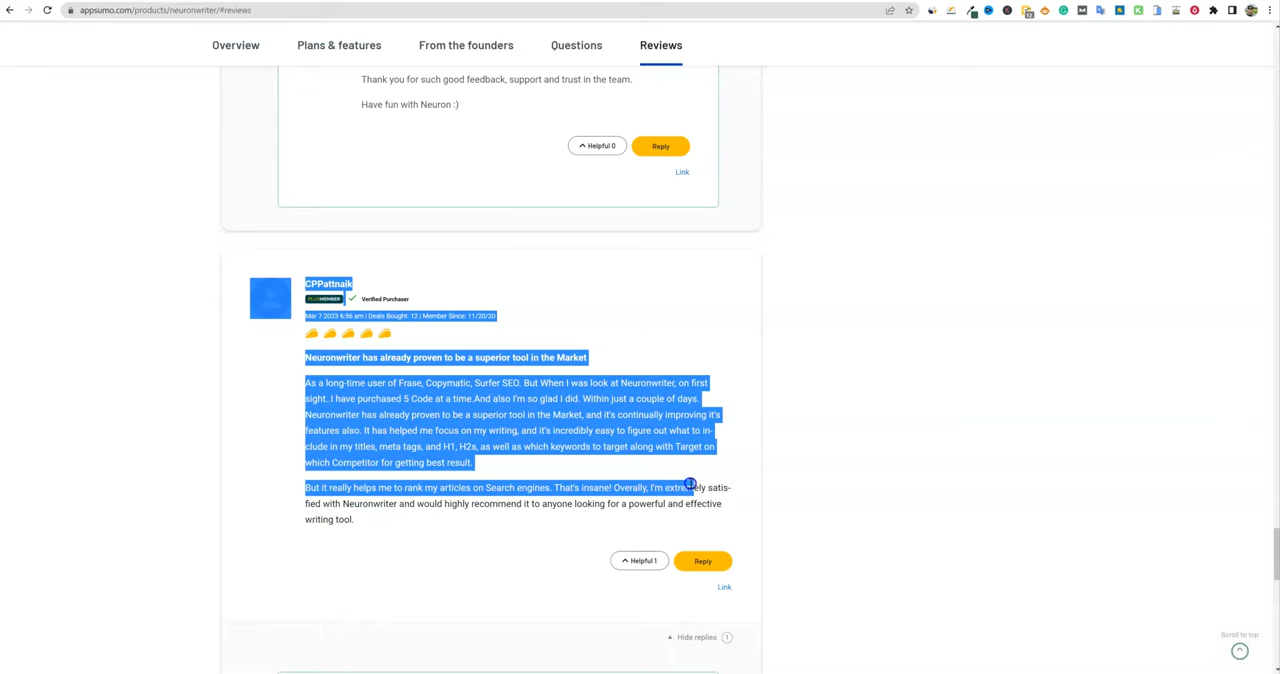 appsumo.com/products/neuronwriter/#reviews
12
Overview
Plans & features
From the founders
Questions
Reviews
Thank you for such good feedback, support and trust in the team.
Have fun with Neuron :)
Helpful 0
Reply
Link
CPPattnaik
PLUS MEMBER
Verified Purchaser
Mar 7 2023 6:56 am | Deals Bought: 12 | Member Since: 11/20/20
Neuronwriter has already proven to be a superior tool in the Market
As a long-time user of Frase, Copymatic, Surfer SEO. But When I was look at Neuronwriter, on first
sight..I have purchased 5 Code at a time.And also I'm so glad I did. Within just a couple of days.
Neuronwriter has already proven to be a superior tool in the Market, and it's continually improving it's
features also. It has helped me focus on my writing, and it's incredibly easy to figure out what to in-
clude in my titles, meta tags, and H1, H2s, as well as which keywords to target along with Target on
which Competitor for getting best result.
But it really helps me to rank my articles on Search engines. That's insane! Overally, I'm extremely satis-
fied with Neuronwriter and would highly recommend it to anyone looking for a powerful and effective
writing tool.
Helpful 1
Reply
Link
Hide replies
1
Scroll to top